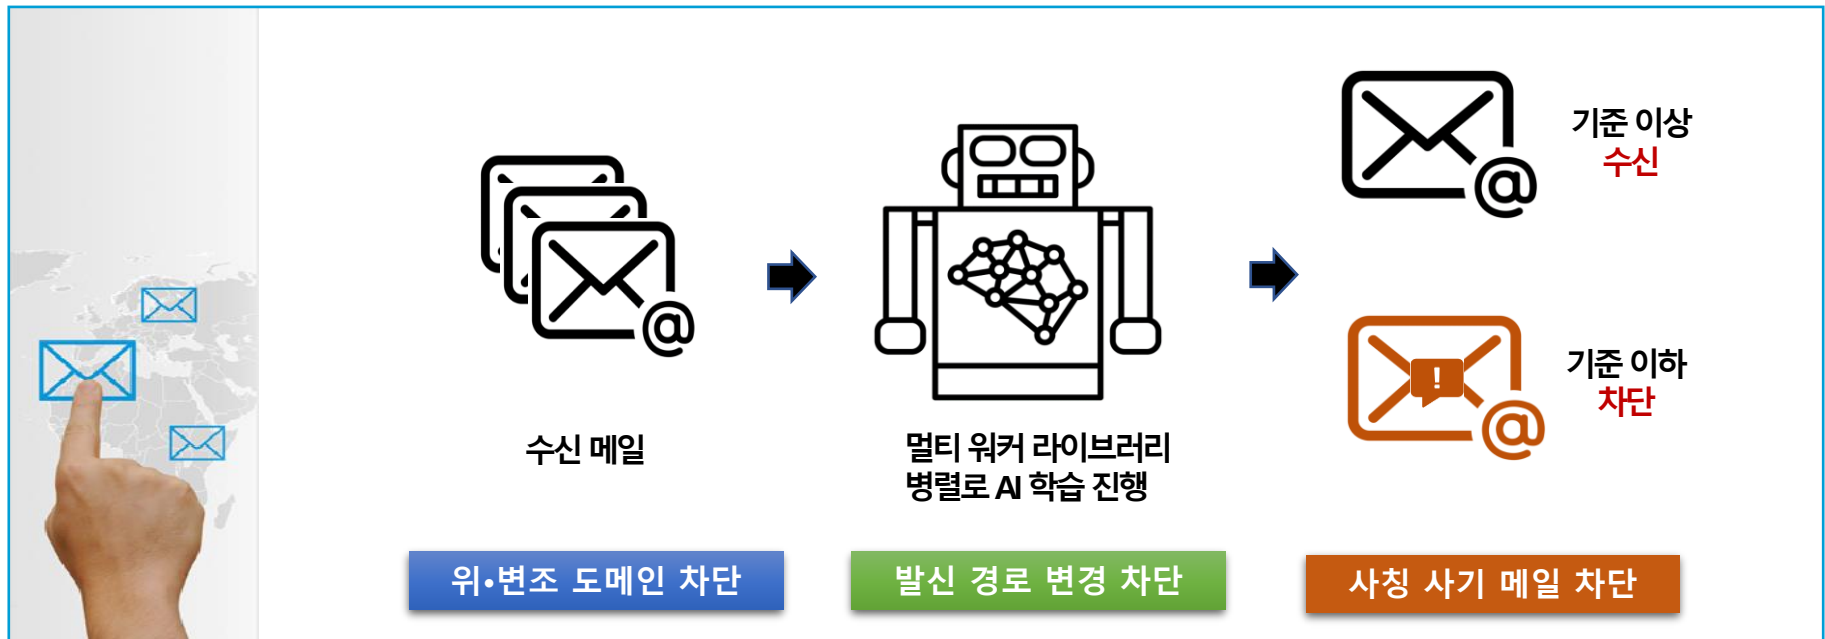 기준 이상
수신
기준 이하
차단
수신 메일
멀티 워커 라이브러리
병렬로 AI 학습 진행
위•변조 도메인 차단
발신 경로 변경 차단
사칭 사기 메일 차단